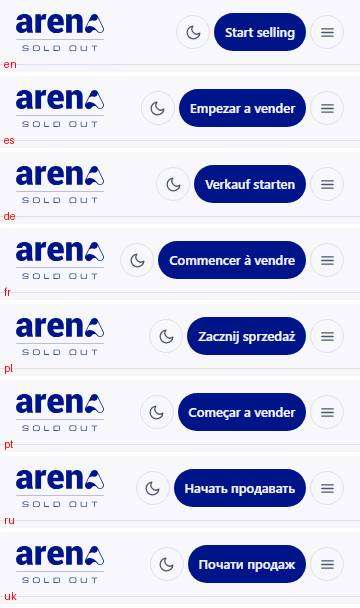 arena
SOLD OUT
Start selling
en
arena
SOLD OUT
Empezar a vender
es
arena
SOLD OUT
Verkauf starten
de
arena
SOLD OUT
Commencer à vendre
fr
arena
SOLD OUT
Zacznij sprzedaż
pl
arena
SOLD OUT
Começar a vender
pt
arena
SOLD OUT
Начать продавать
ru
arena
SOLD OUT
Почати продаж
uk